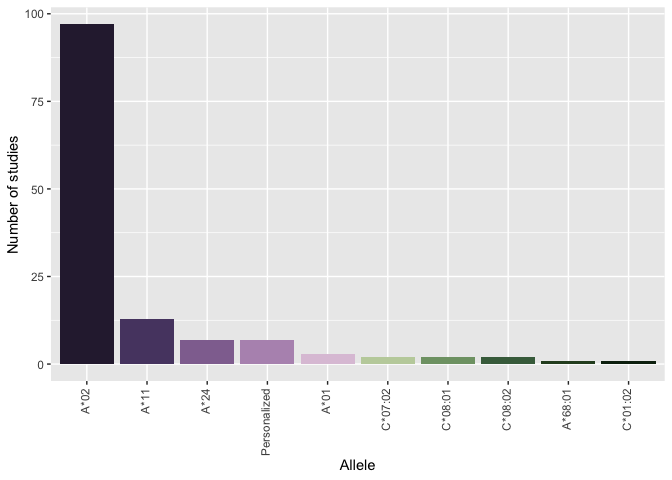 100
75
50
25
0
Number of studies
A*02
A*11
A*24
Personalized
A*01
C*07:02
C*08:01
C*08:02
A*68:01
C*01:02
Allele